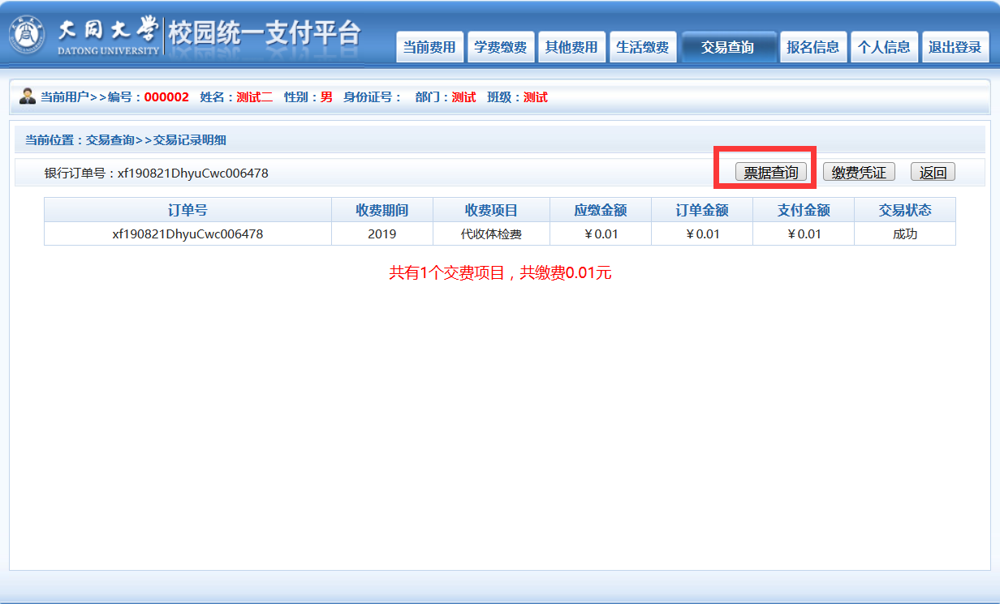 大同大学 校园统一支付平台
DATONG UNIVERSITY
当前费用 学费缴费 其他费用 生活缴费 交易查询 报名信息 个人信息 退出登录
当前用户>>编号：000002 姓名：测试二 性别：男 身份证号： 部门：测试 班级：测试
当前位置：交易查询>>交易记录明细
银行订单号：xf190821DhyuCwc006478 票据查询 缴费凭证 返回
订单号 收费期间 收费项目 应缴金额 订单金额 支付金额 交易状态
xf190821DhyuCwc006478 2019 代收体检费 ￥0.01 ￥0.01 ￥0.01 成功
共有1个交费项目，共缴费0.01元